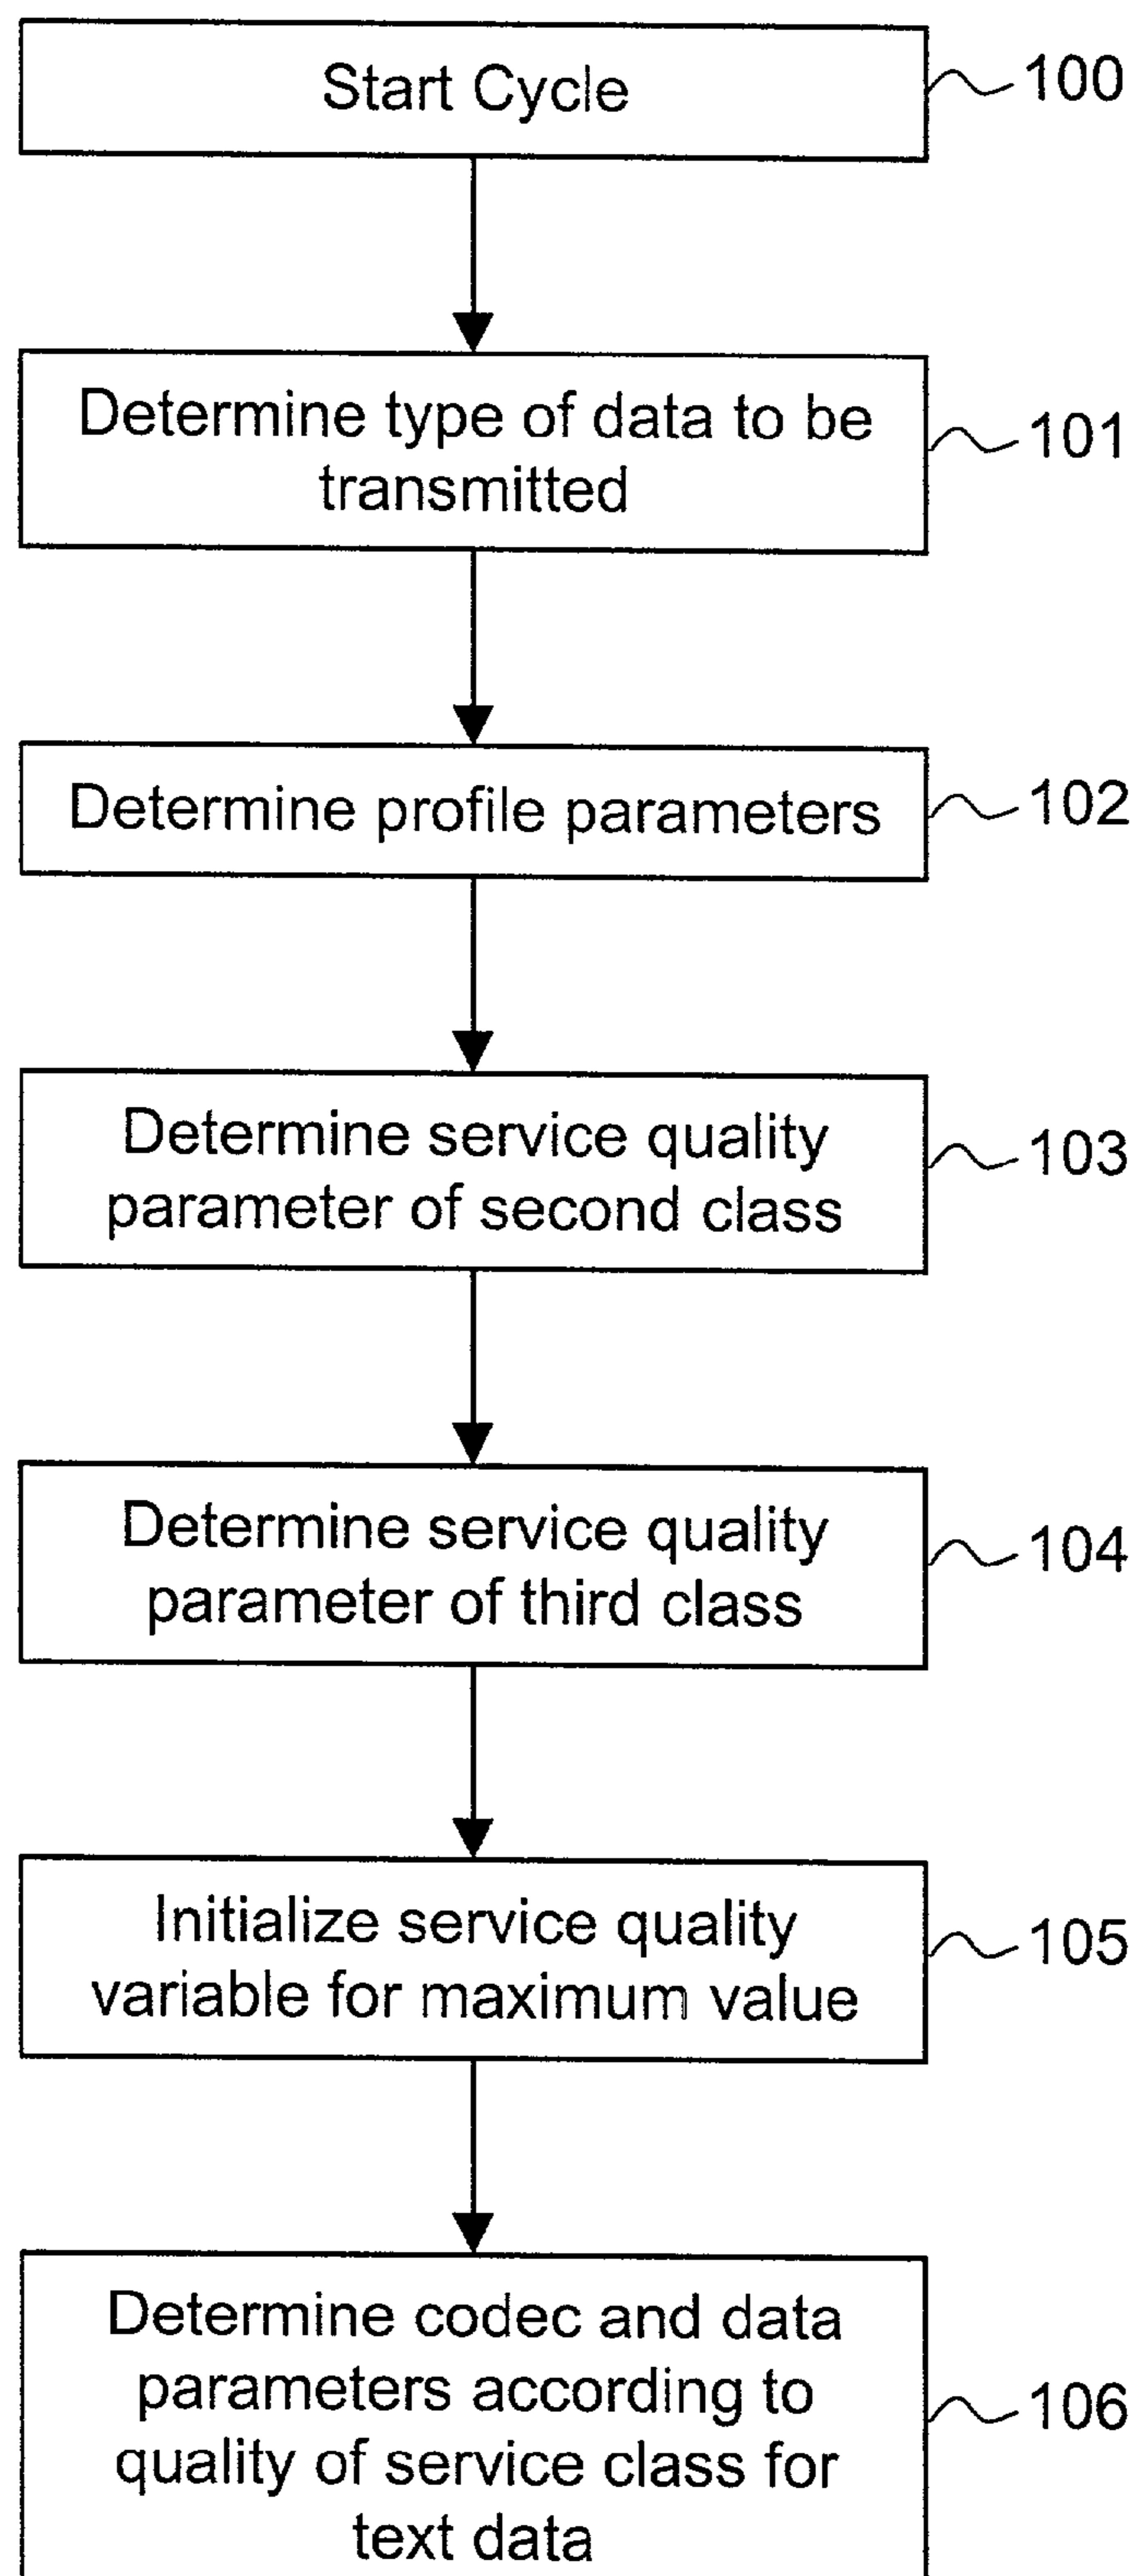 Start Cycle
100
Determine type of data to be
transmitted
101
Determine profile parameters
102
Determine service quality
parameter of second class
103
Determine service quality
parameter of third class
104
Initialize service quality
variable for maximum value
105
Determine codec and data
parameters according to
quality of service class for
text data
106